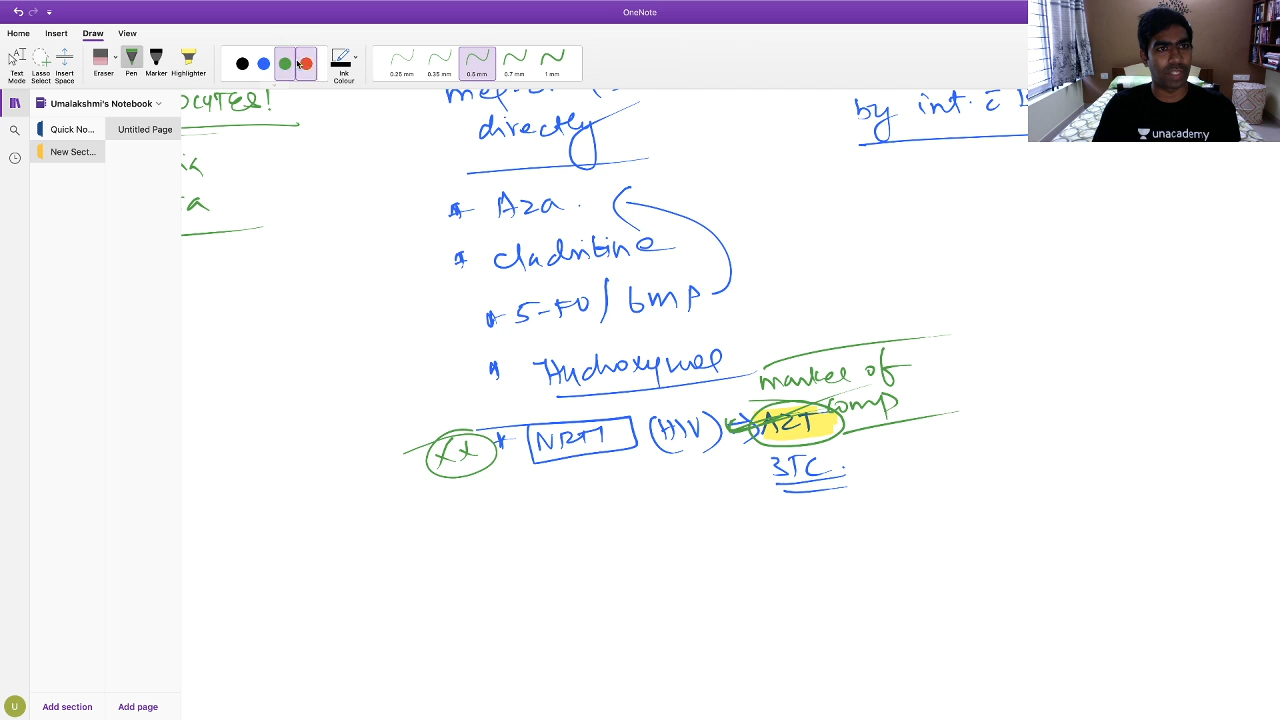 OneNote
Home Insert Draw View
Text Mode Lasso Select Insert Space Eraser Pen Marker Highlighter Ink Colour 0.25 mm 0.35 mm 0.5 mm 0.7 mm 1 mm
Umalakshmi's Notebook
Quick No... Untitled Page
New Sect...
directly
by int. c̄
* Aza.
* cladribine
* 5-FU / 6mp
* Hydroxyurea
marker of
comp
xx * NRTI (HIV) AZT
3TC.
unacademy
U Add section Add page